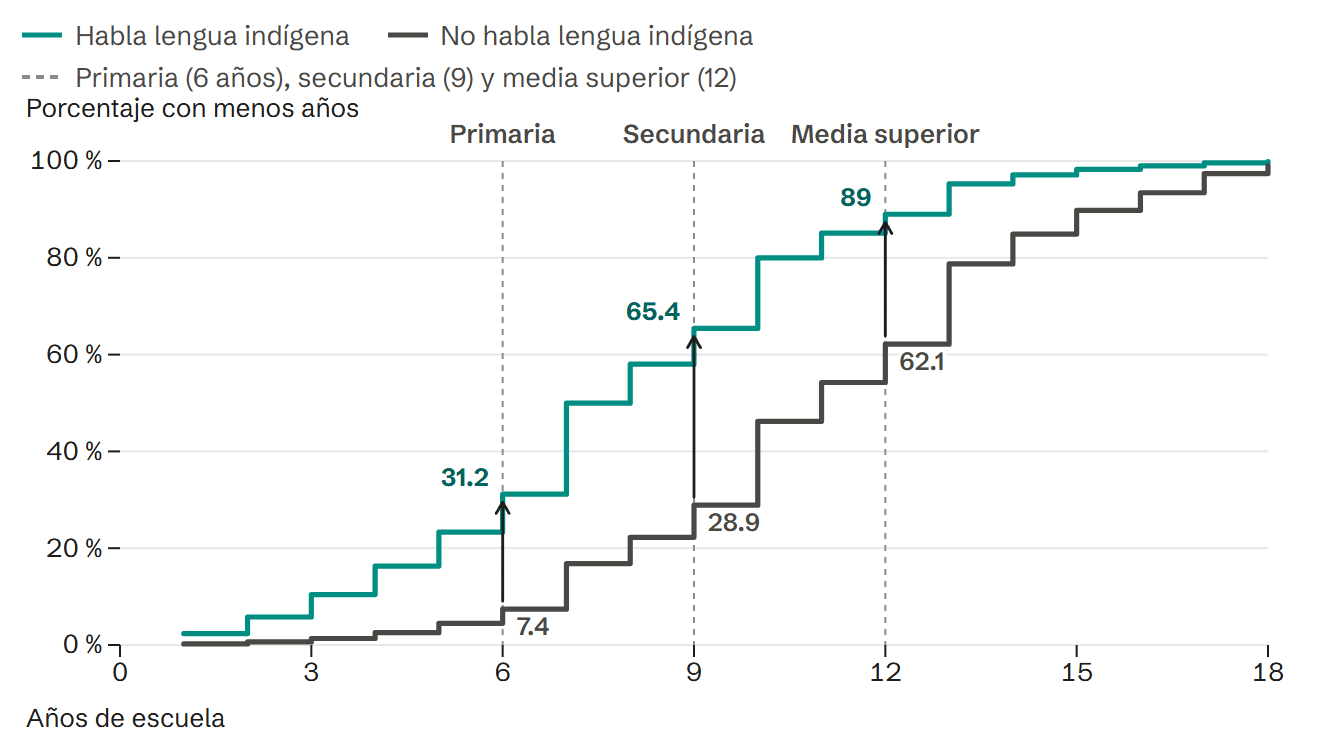 Habla lengua indígena No habla lengua indígena
Primaria (6 años), secundaria (9) y media superior (12)
Porcentaje con menos años
Primaria Secundaria Media superior
100 %
89
80 %
65.4
60 %
62.1
40 %
31.2
28.9
20 %
7.4
0 %
0 3 6 9 12 15 18
Años de escuela